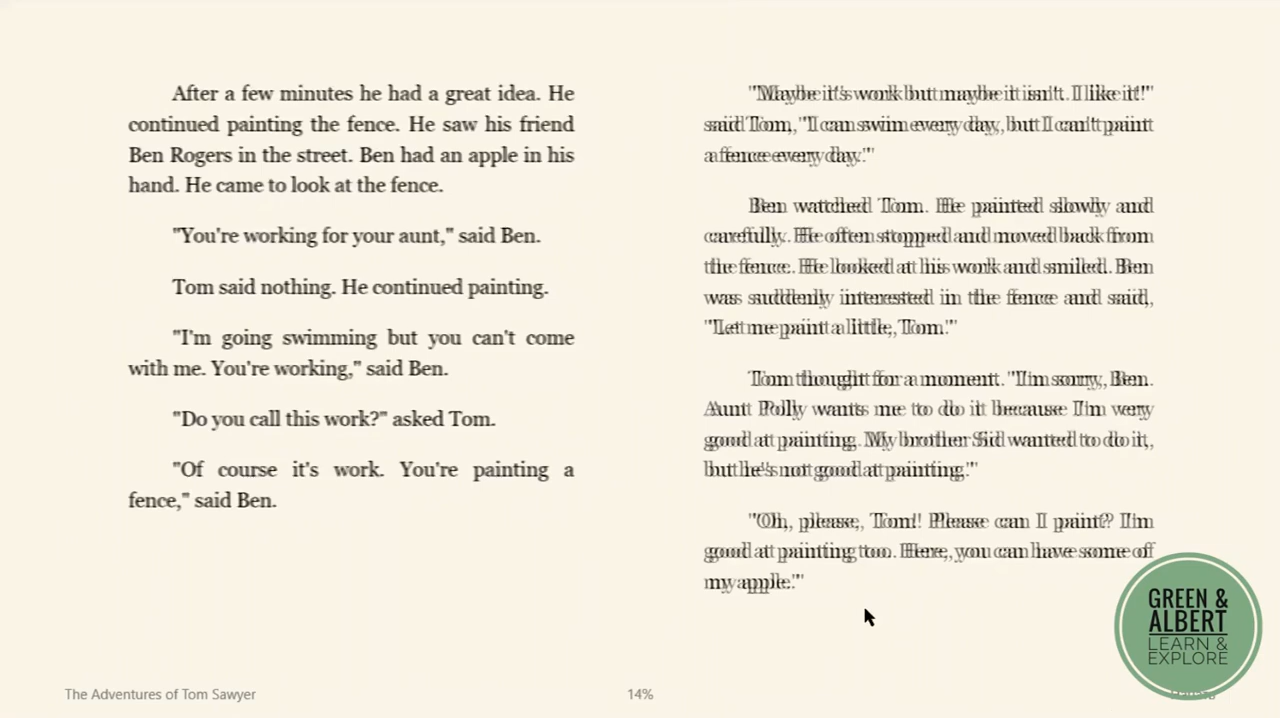 After a few minutes he had a great idea. He
continued painting the fence. He saw his friend
Ben Rogers in the street. Ben had an apple in his
hand. He came to look at the fence.
"You're working for your aunt," said Ben.
Tom said nothing. He continued painting.
"I'm going swimming but you can't come
with me. You're working," said Ben.
"Do you call this work?" asked Tom.
"Of course it's work. You're painting a
fence," said Ben.
"Maybe it's work but maybe it isn't. I like it!"
said Tom, "I can swim every day, but I can't paint
a fence every day."
Ben watched Tom. He painted slowly and
carefully. He often stopped and moved back from
the fence. He looked at his work and smiled. Ben
was suddenly interested in the fence and said,
"Let me paint a little, Tom."
Tom thought for a moment. "I'm sorry, Ben.
Aunt Polly wants me to do it because I'm very
good at painting. My brother Sid wanted to do it,
but he's not good at painting."
"Oh, please, Tom! Please can I paint? I'm
good at painting too. Here, you can have some of
my apple."
The Adventures of Tom Sawyer
14%
GREEN &
ALBERT
LEARN &
EXPLORE